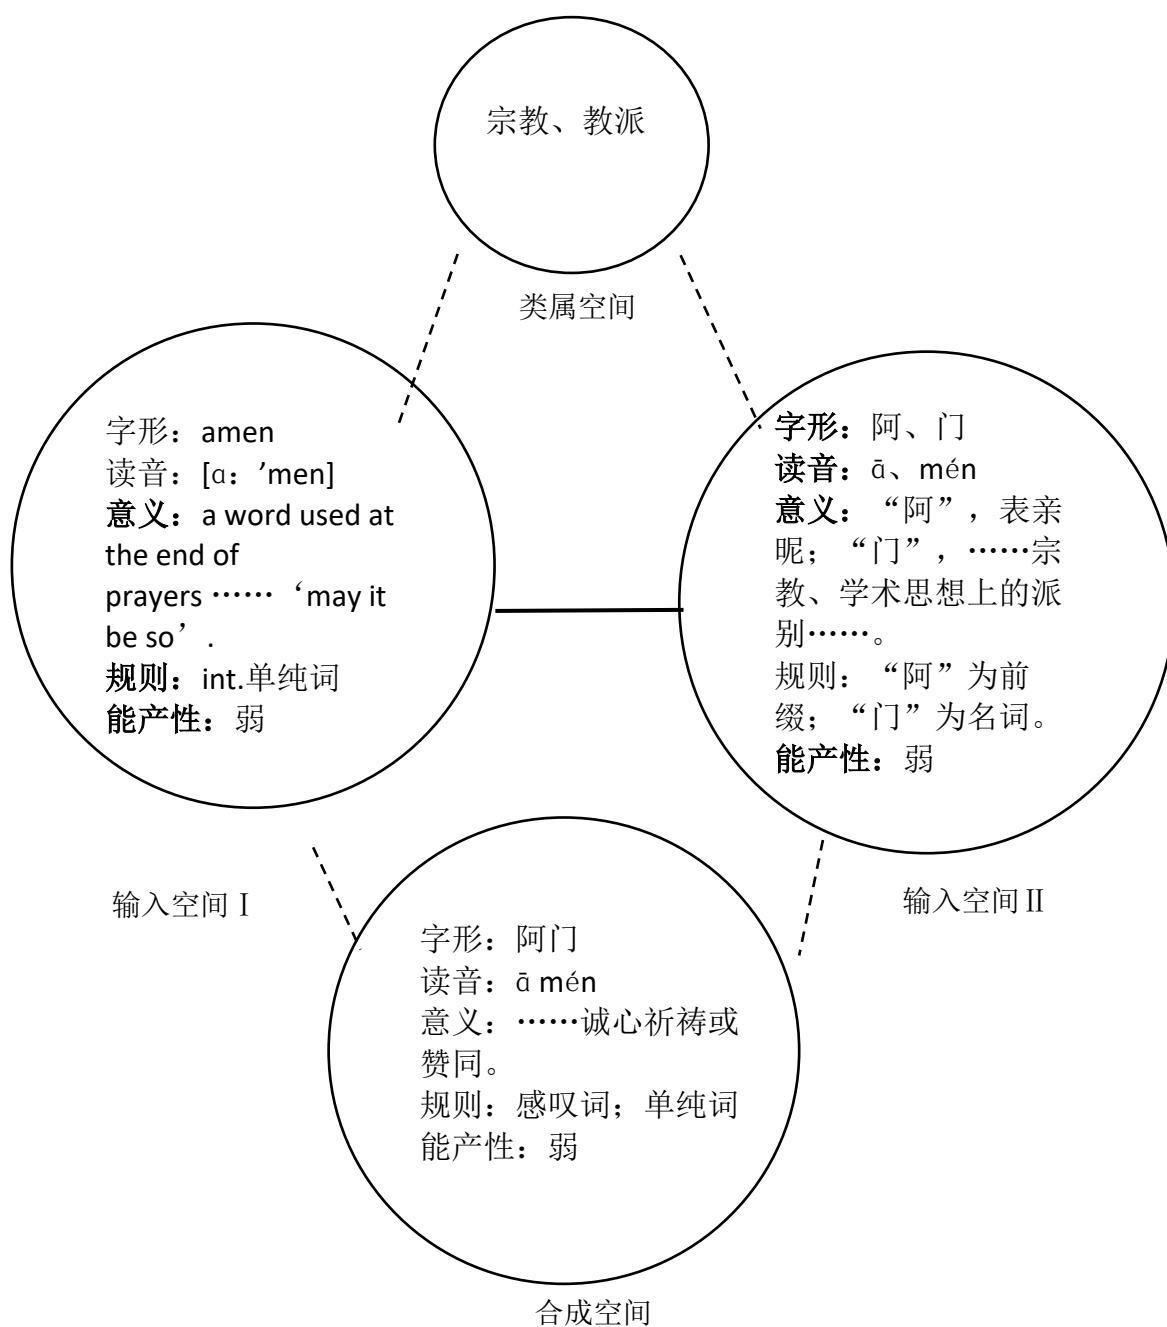 宗教、教派
类属空间
字形：amen
读音：[ɑ：’men]
意义：a word used at
the end of
prayers ……‘may it
be so’.
规则：int.单纯词
能产性：弱
输入空间Ⅰ
字形：阿、门
读音：ā、mén
意义：“阿”，表亲
昵；“门”，……宗
教、学术思想上的派
别……。
规则：“阿”为前
缀；“门”为名词。
能产性：弱
输入空间Ⅱ
字形：阿门
读音：ā mén
意义：……诚心祈祷或
赞同。
规则：感叹词；单纯词
能产性：弱
合成空间